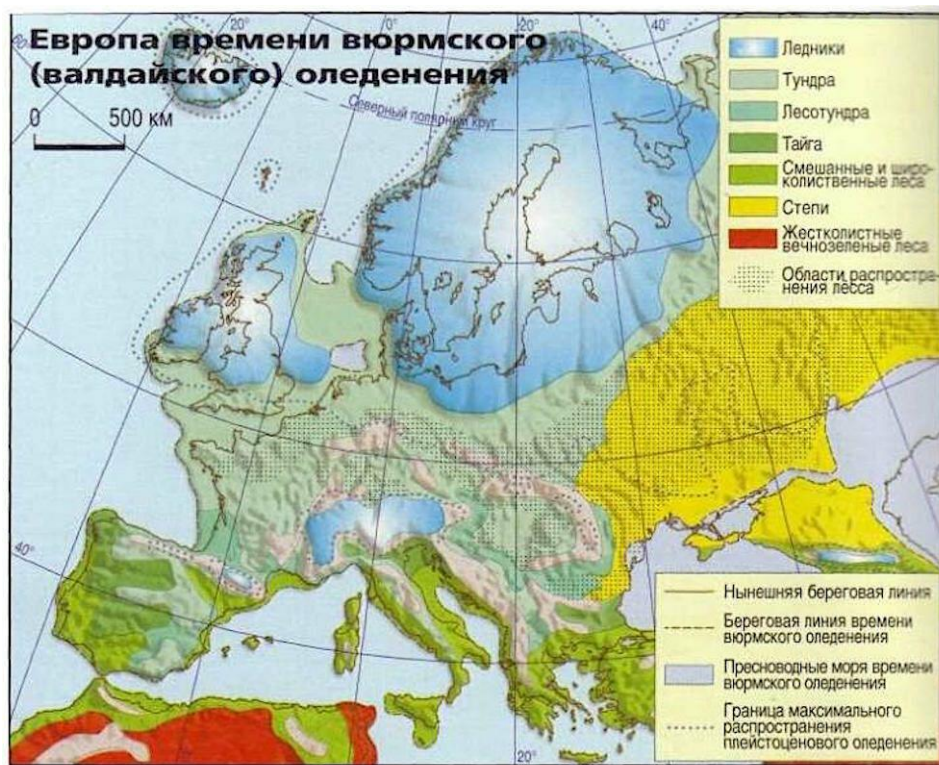 Европа времени вюрмского
(валдайского) оледенения
0 500 км
20°
0°
20°
40°
Северный полярный круг
Ледники
Тундра
Лесотундра
Тайга
Смешанные и широ-
колиственные леса
Степи
Жестколистные
вечнозеленые леса
Области распростра-
нения лёсса
40°
20°
Нынешняя береговая линия
Береговая линия времени
вюрмского оледенения
Пресноводные моря времени
вюрмского оледенения
Граница максимального
распространения
плейстоценового оледенения